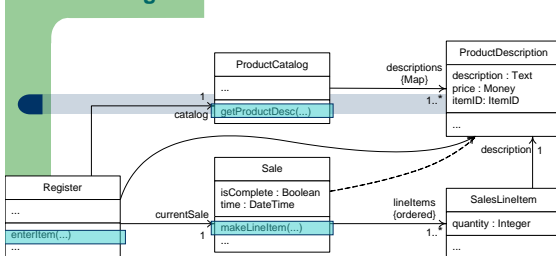 ProductDescription
description : Text
price : Money
itemID: ItemID
...
ProductCatalog
...
getProductDesc(...)
descriptions
{Map}
1..*
1
catalog
description
1
Register
...
enterItem(...)
...
currentSale
1
Sale
isComplete : Boolean
time : DateTime
makeLineItem(...)
...
lineItems
{ordered}
1..*
SalesLineItem
quantity : Integer
...